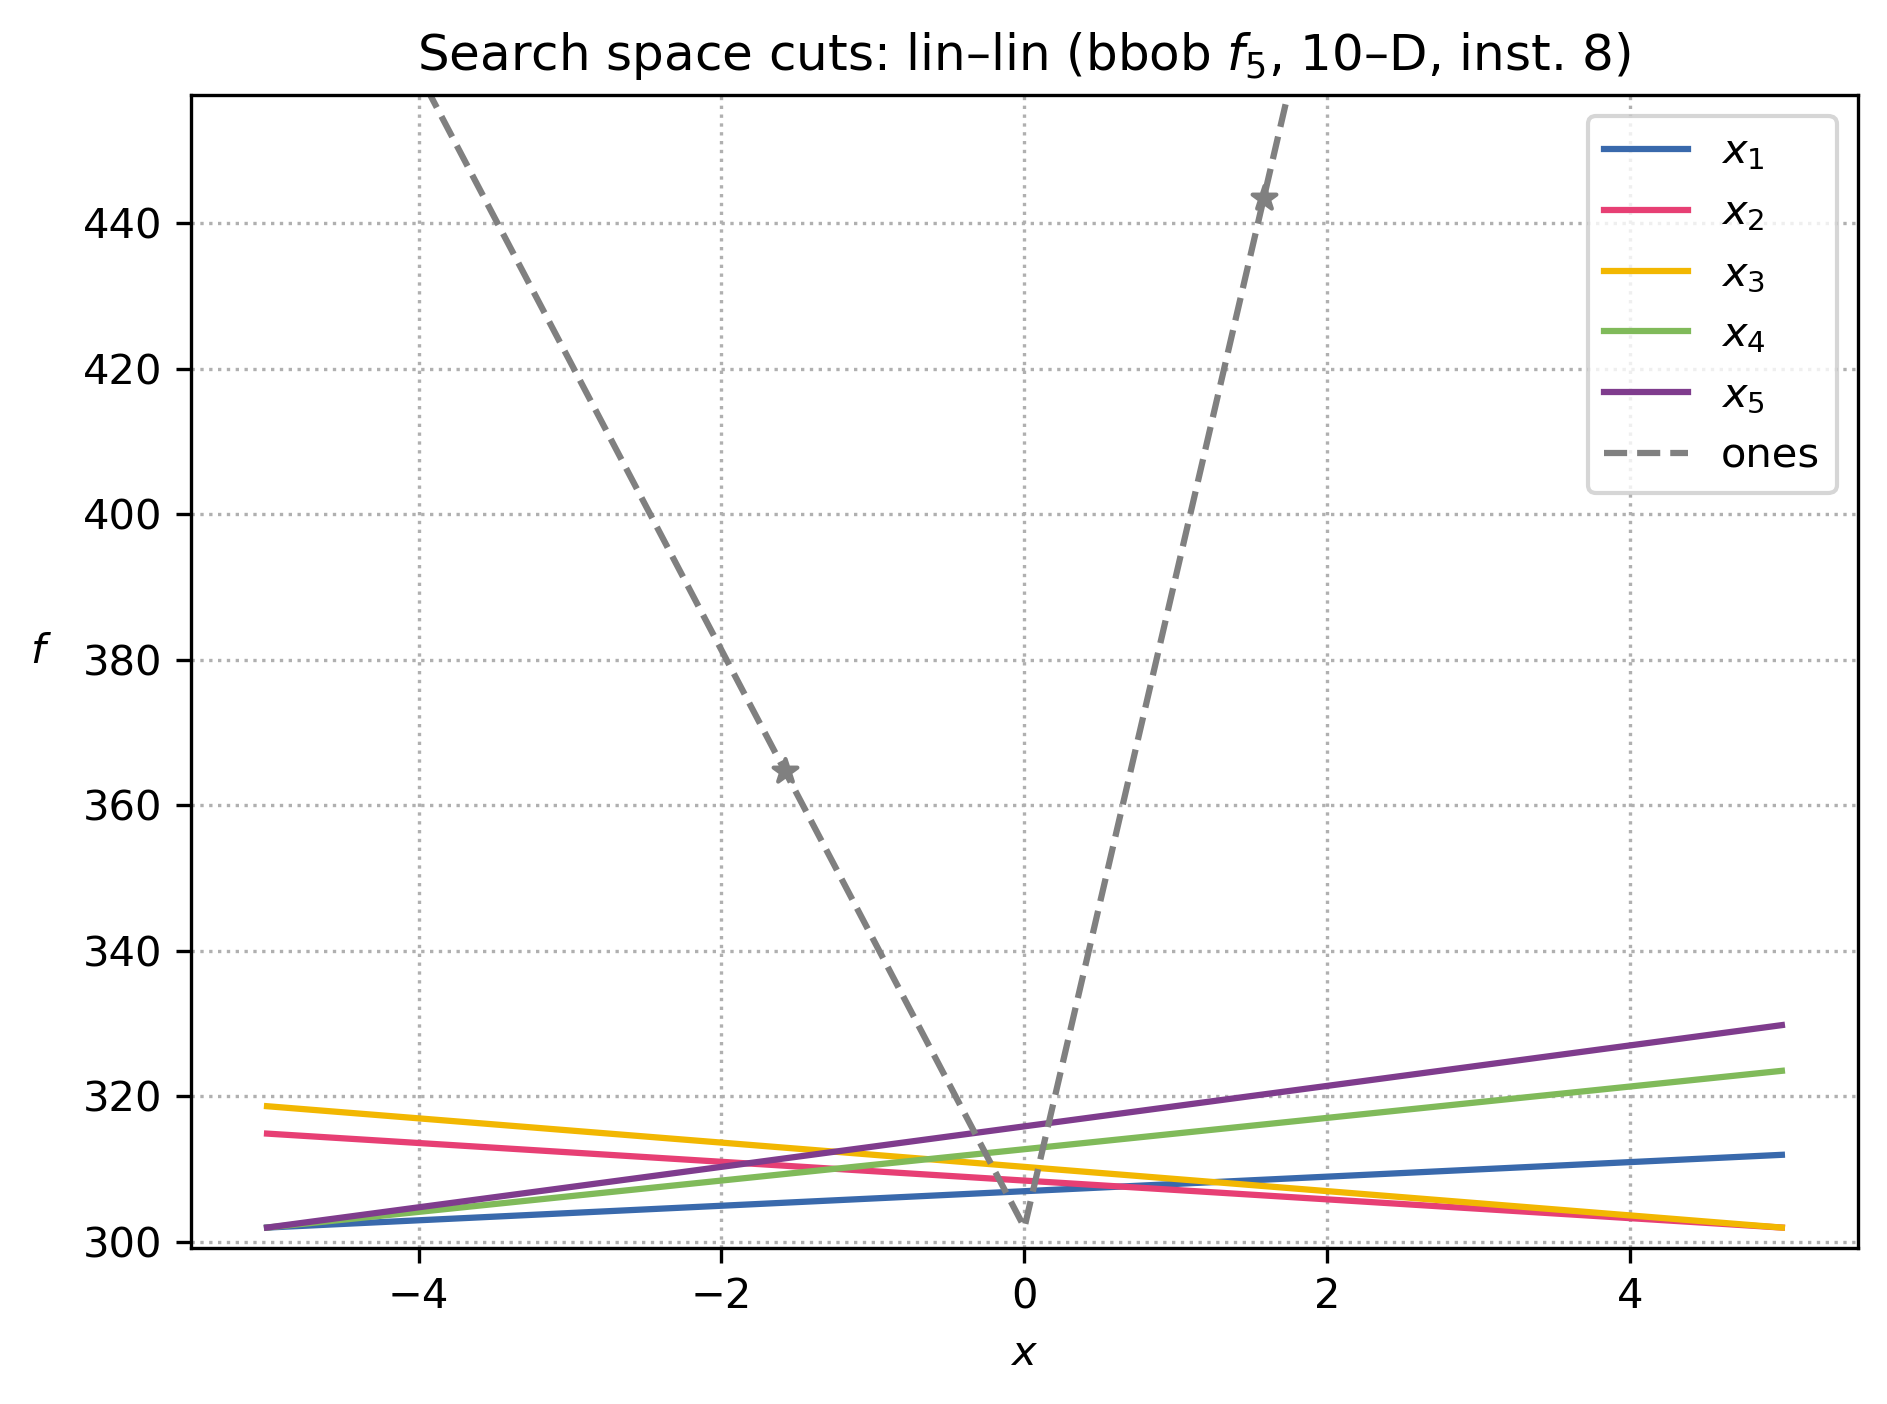 Search space cuts: lin–lin (bbob f5, 10–D, inst. 8)
x1
x2
x3
x4
x5
ones
440
420
400
380
360
340
320
300
f
−4
−2
0
2
4
x